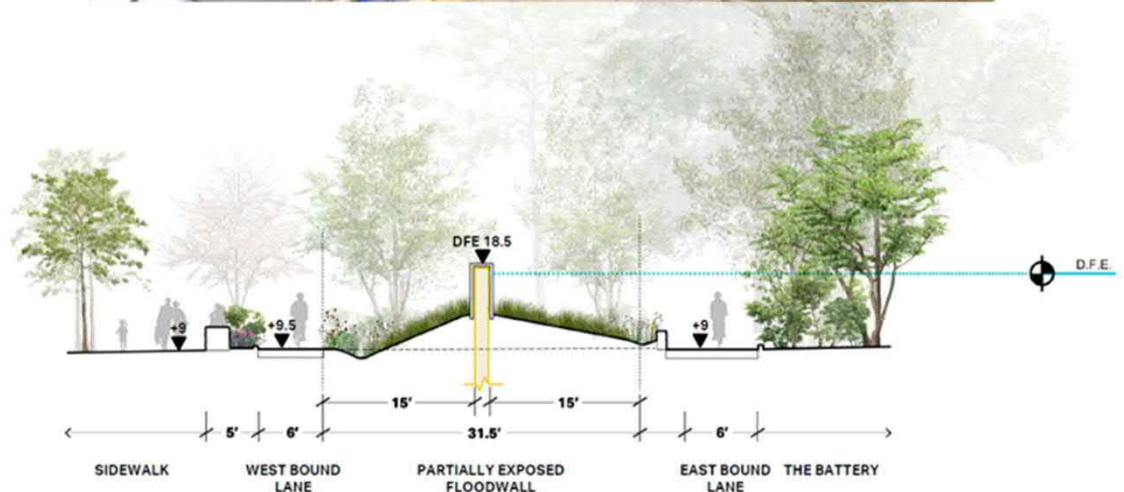 DFE 18.5
D.F.E.
+9
+9.5
+9
15'
15'
5'
6'
31.5'
6'
SIDEWALK
WEST BOUND
LANE
PARTIALLY EXPOSED
FLOODWALL
EAST BOUND
LANE
THE BATTERY